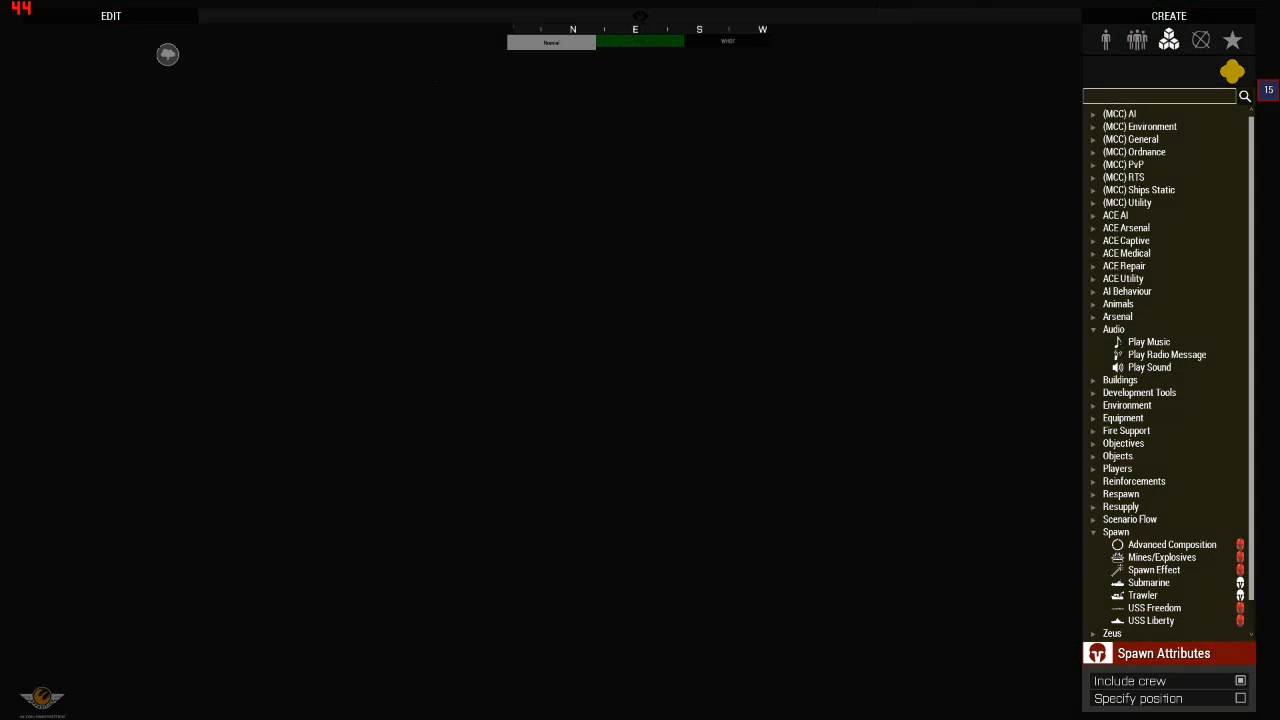 44
EDIT
CREATE
N E S W
Normal
WHOT
15
(MCC) AI
(MCC) Environment
(MCC) General
(MCC) Ordnance
(MCC) PvP
(MCC) RTS
(MCC) Ships Static
(MCC) Utility
ACE AI
ACE Arsenal
ACE Captive
ACE Medical
ACE Repair
ACE Utility
AI Behaviour
Animals
Arsenal
Audio
Play Music
Play Radio Message
Play Sound
Buildings
Development Tools
Environment
Equipment
Fire Support
Objectives
Objects
Players
Reinforcements
Respawn
Resupply
Scenario Flow
Spawn
Advanced Composition
Mines/Explosives
Spawn Effect
Submarine
Trawler
USS Freedom
USS Liberty
Zeus
Spawn Attributes
Include crew
Specify position